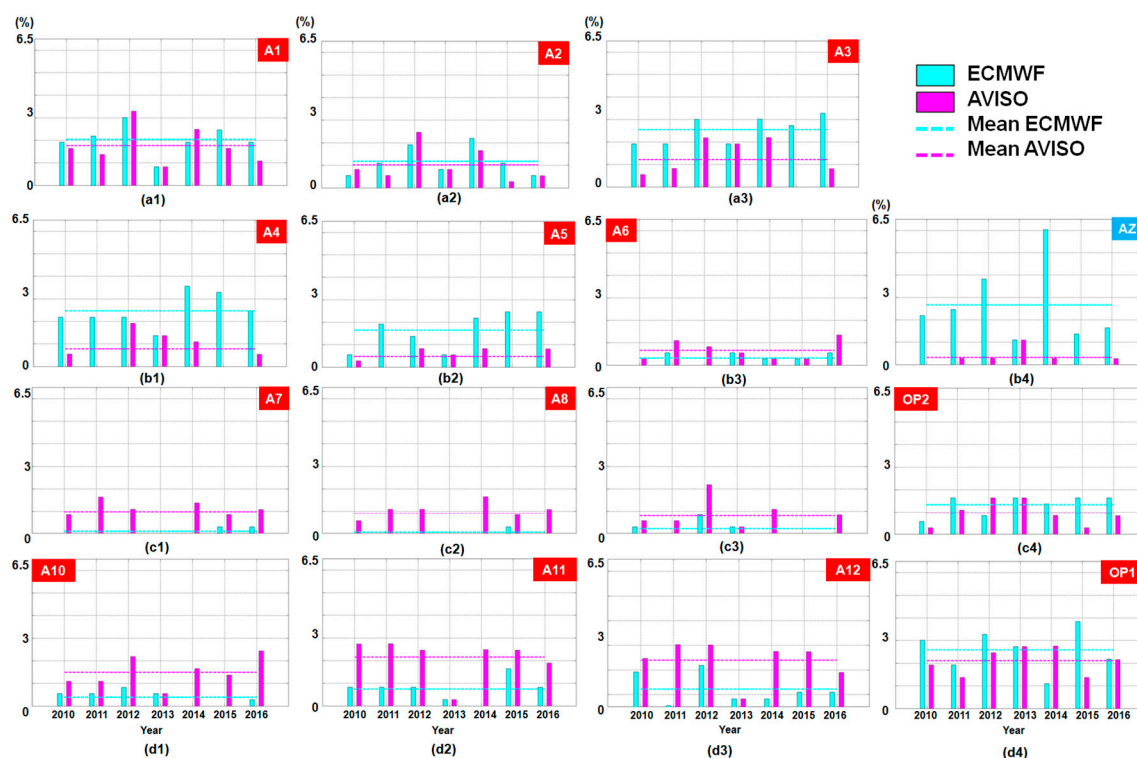 (%) (%) (%)
6.5 A1 6.5 A2 6.5 A3
ECMWF
AVISO
Mean ECMWF
Mean AVISO
3 3 3
0 0 0
(a1) (a2) (a3)
(%)
6.5 A4 6.5 A5 6.5 A6 6.5 AZ
3 3 3 3
0 0 0 0
(b1) (b2) (b3) (b4)
6.5 A7 6.5 A8 6.5 6.5 OP2
3 3 3 3
0 0 0 0
(c1) (c2) (c3) (c4)
6.5 A10 6.5 A11 6.5 A12 6.5 OP1
3 3 3 3
0 0 0 0
2010 2011 2012 2013 2014 2015 2016 2010 2011 2012 2013 2014 2015 2016 2010 2011 2012 2013 2014 2015 2016 2010 2011 2012 2013 2014 2015 2016
Year Year Year Year
(d1) (d2) (d3) (d4)